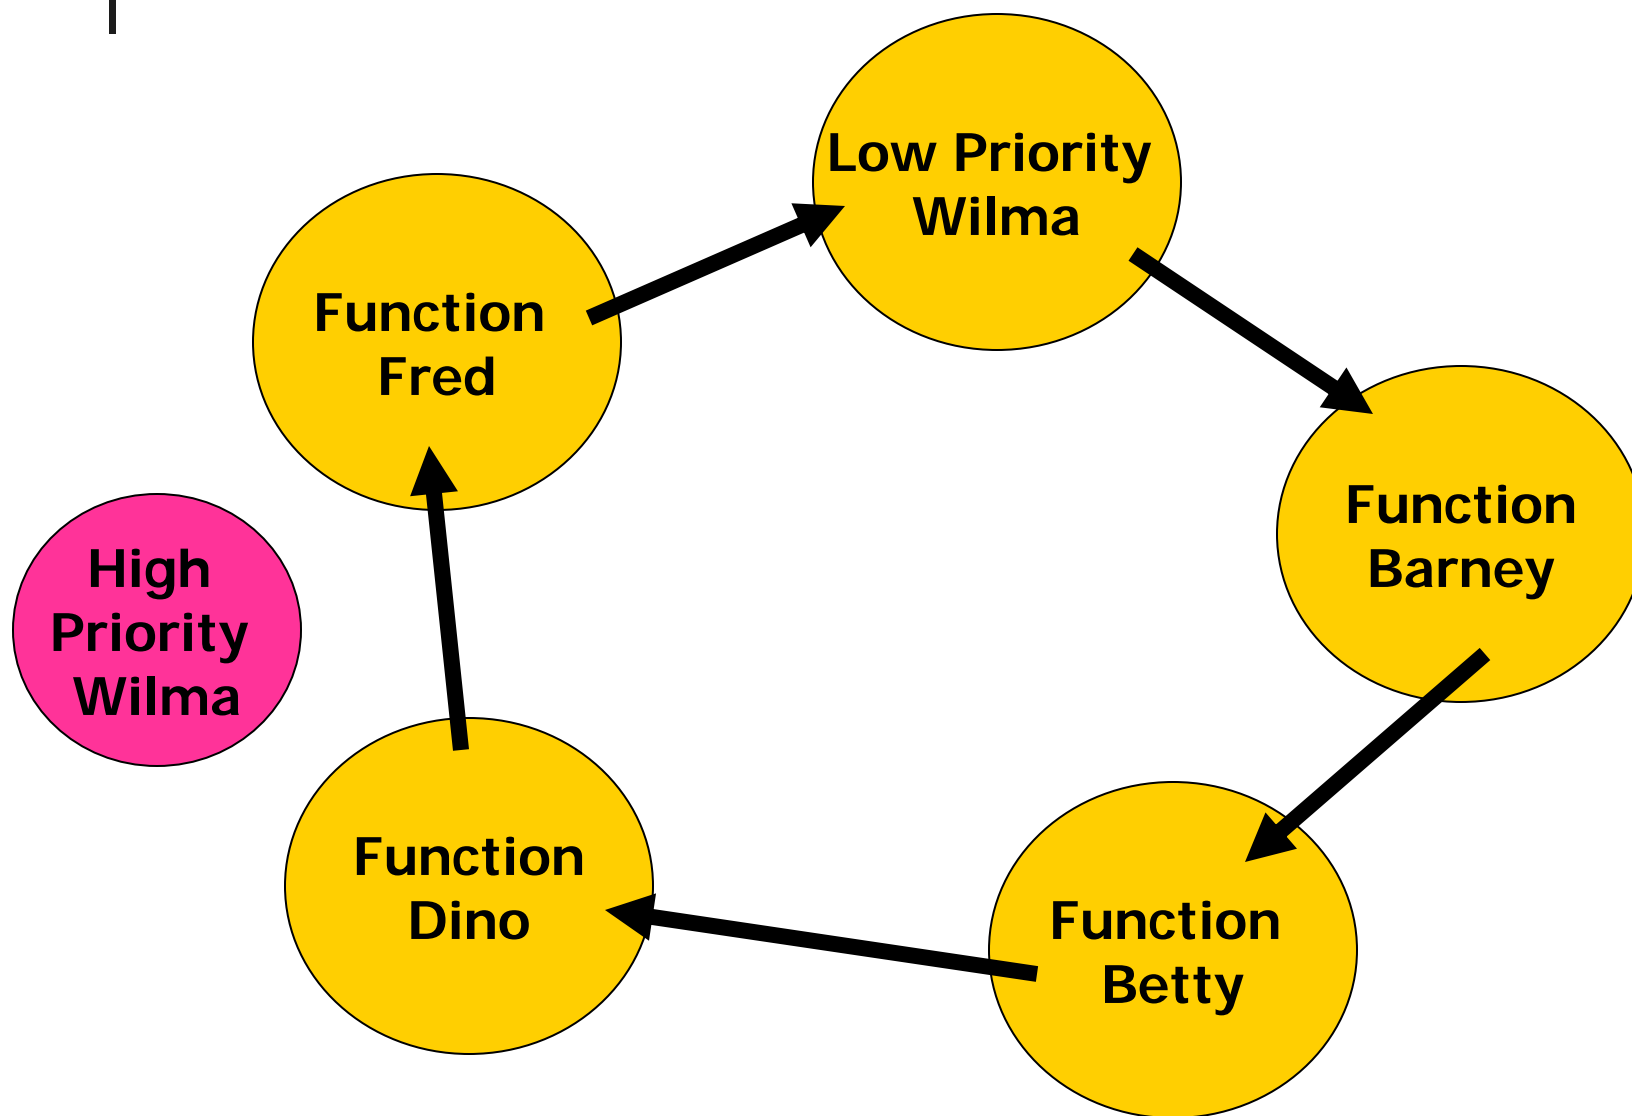 Low Priority
Wilma
Function
Fred
Function
Barney
High
Priority
Wilma
Function
Dino
Function
Betty